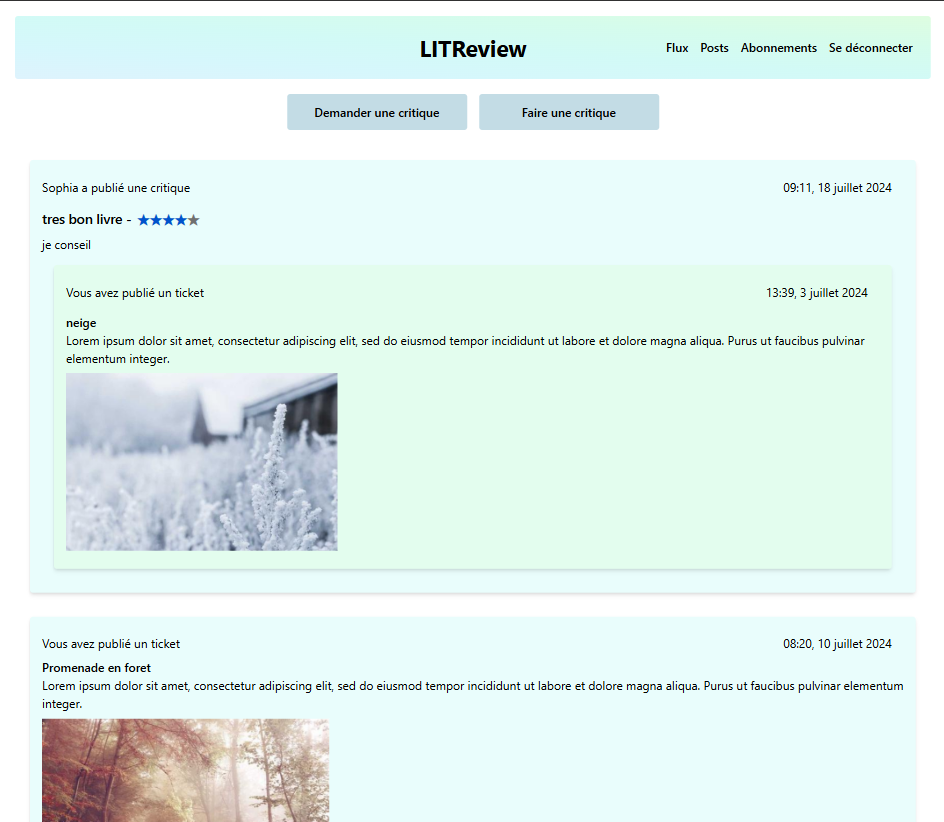 LITReview
Flux Posts Abonnements Se déconnecter
Demander une critique Faire une critique
Sophia a publié une critique 09:11, 18 juillet 2024
tres bon livre - ★★★★★
je conseil
Vous avez publié un ticket 13:39, 3 juillet 2024
neige
Lorem ipsum dolor sit amet, consectetur adipiscing elit, sed do eiusmod tempor incididunt ut labore et dolore magna aliqua. Purus ut faucibus pulvinar
elementum integer.
Vous avez publié un ticket 08:20, 10 juillet 2024
Promenade en foret
Lorem ipsum dolor sit amet, consectetur adipiscing elit, sed do eiusmod tempor incididunt ut labore et dolore magna aliqua. Purus ut faucibus pulvinar elementum
integer.